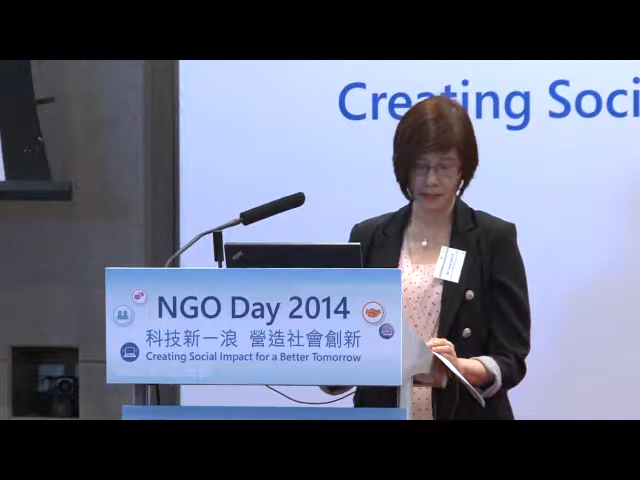 Creating Soci
NGO Day 2014
科技新一浪 營造社會創新
Creating Social Impact for a Better Tomorrow